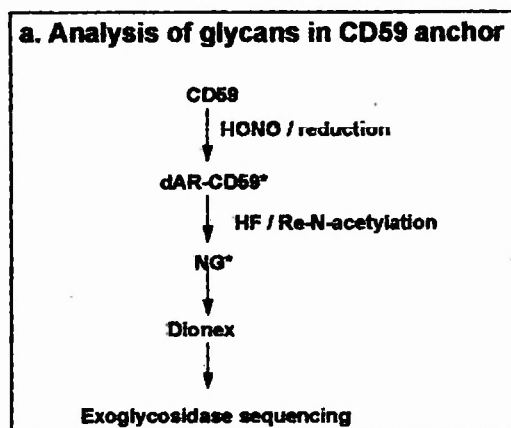 a. Analysis of glycans in CD59 anchor
CD59
HONO / reduction
dAR-CD59*
HF / Re-N-acetylation
NG*
Dionex
Exoglycosidase sequencing